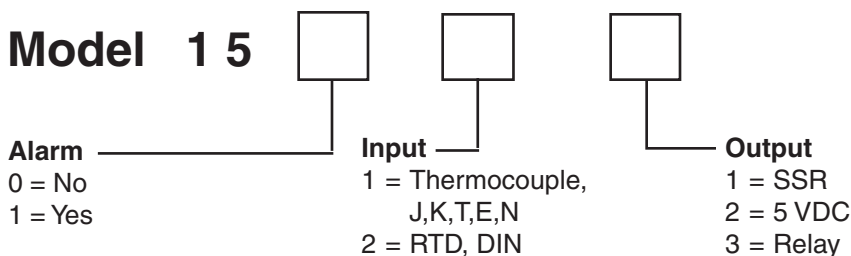 Model 1 5
Alarm
0 = No
1 = Yes
Input
1 = Thermocouple,
J,K,T,E,N
2 = RTD, DIN
Output
1 = SSR
2 = 5 VDC
3 = Relay